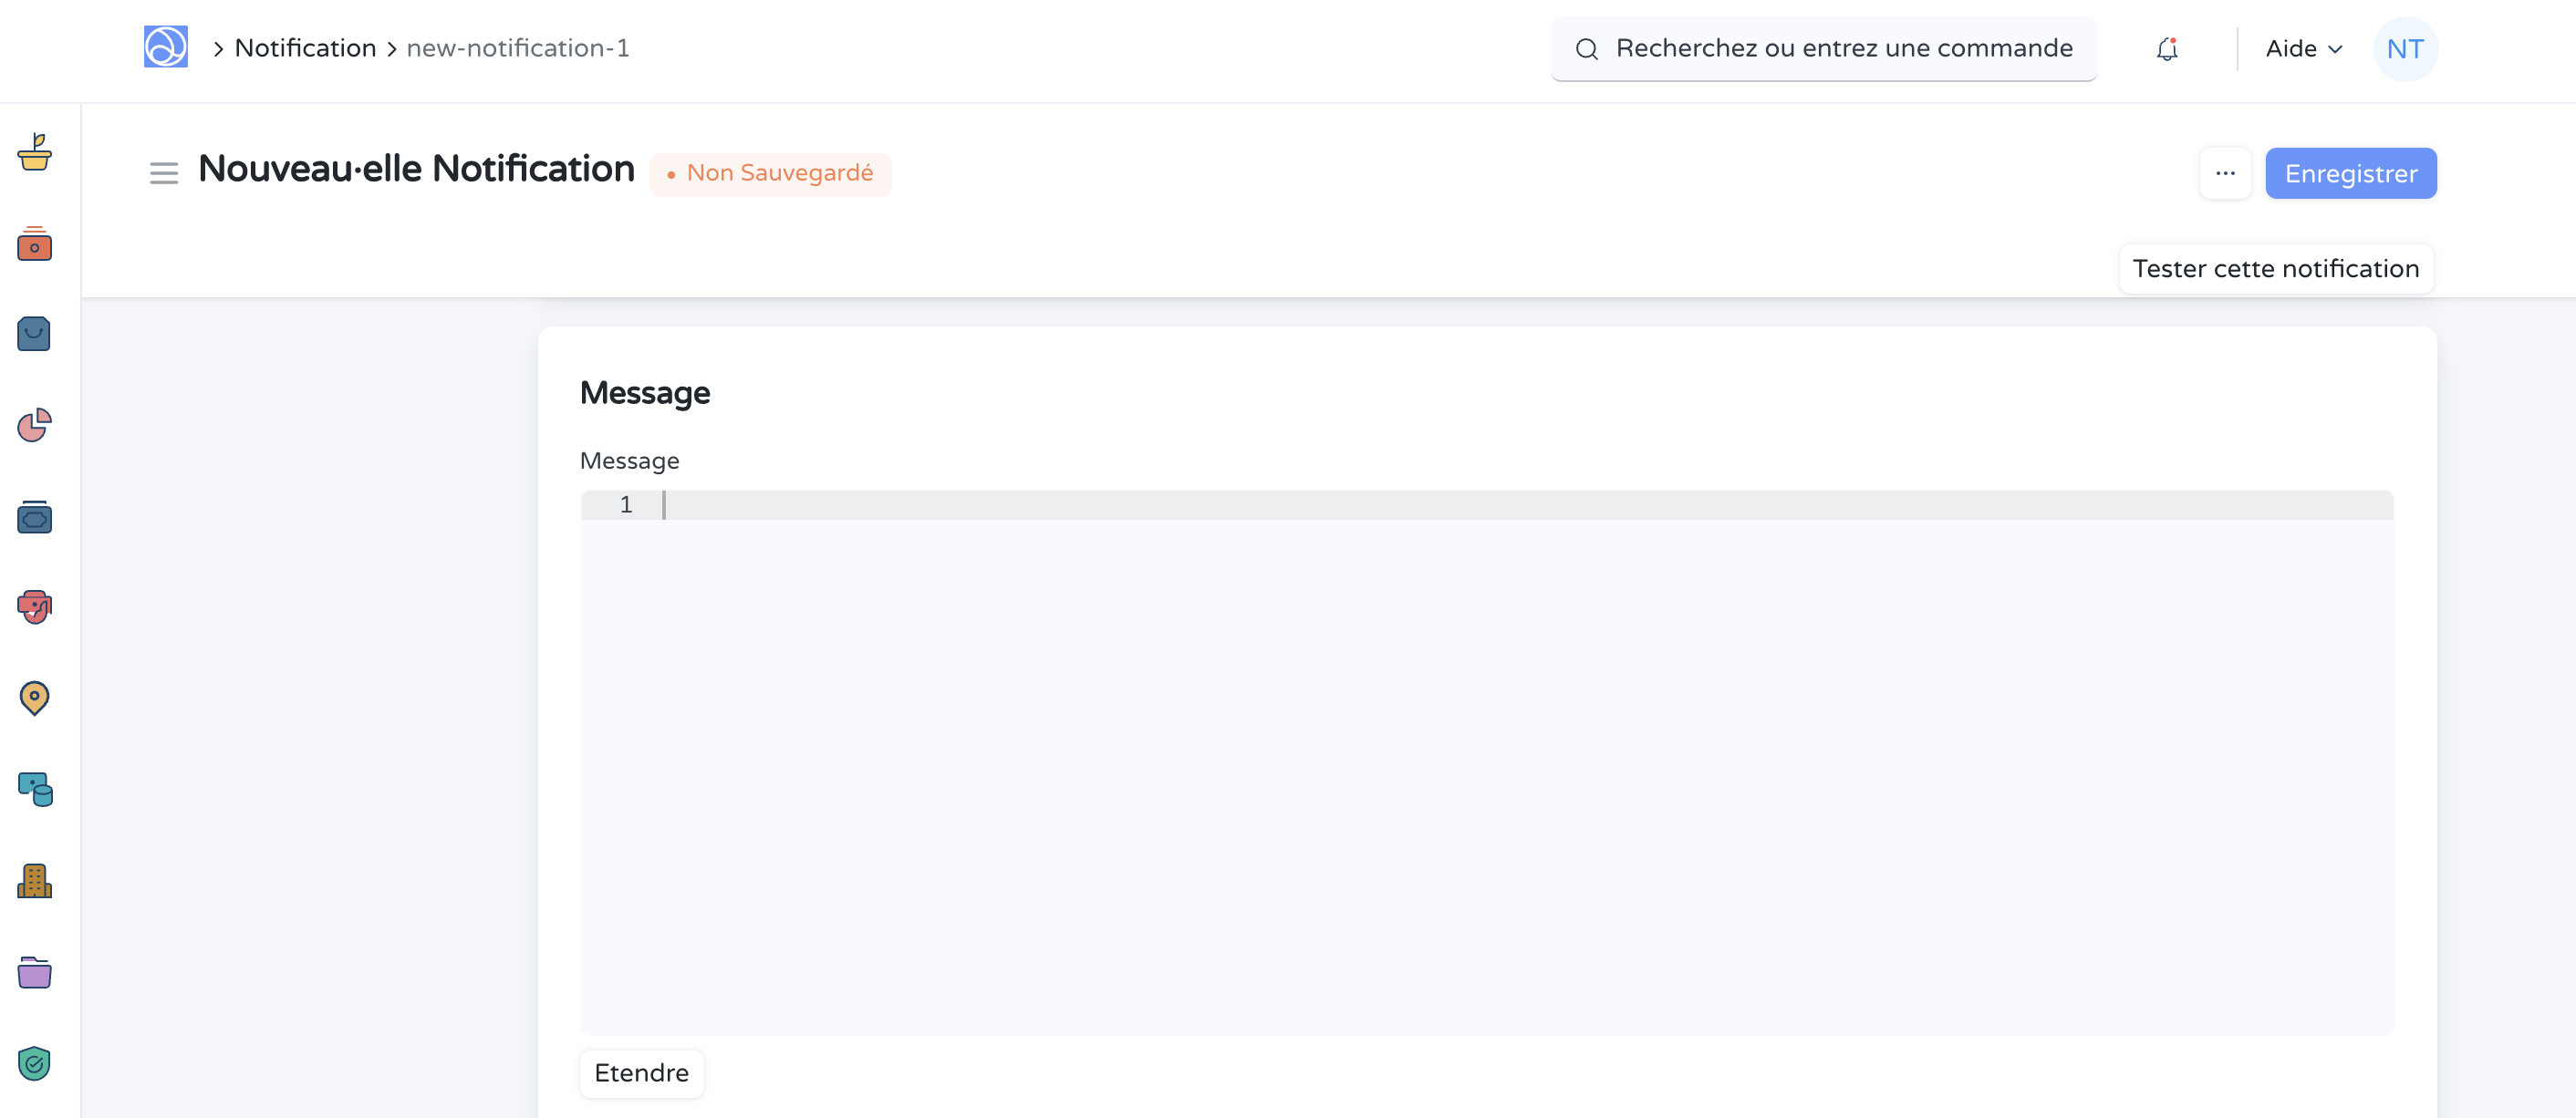 Notification new-notification-1
Recherchez ou entrez une commande
Aide
NT
Nouveau·elle Notification
Non Sauvegardé
...
Enregistrer
Tester cette notification
Message
Message
1
Etendre